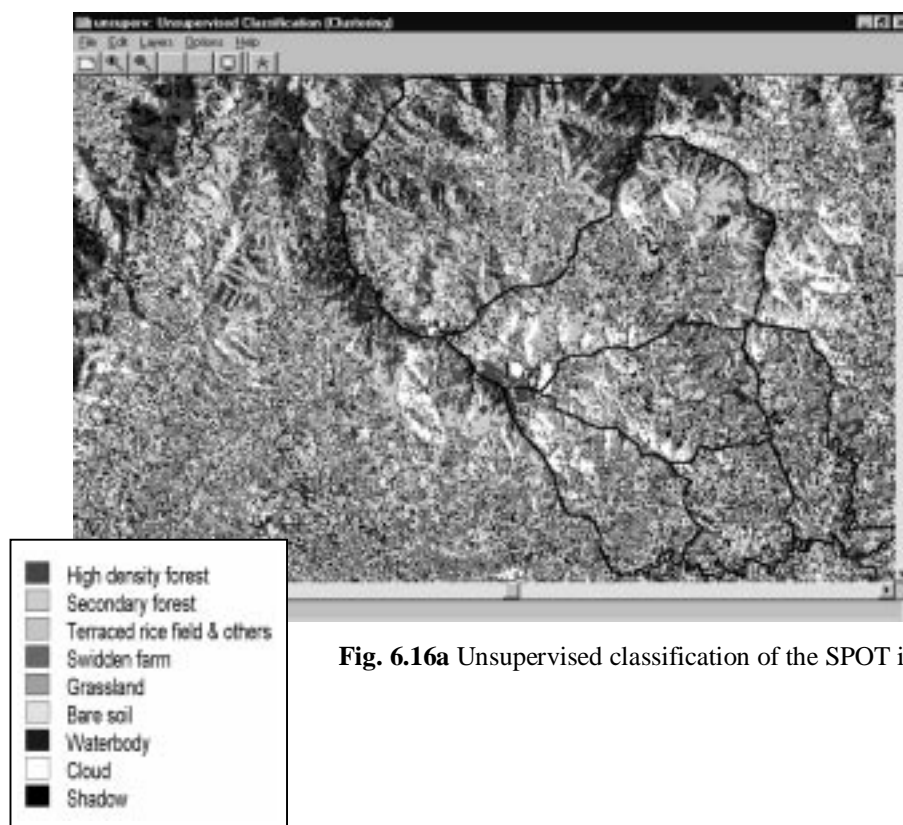 unsuperv: Unsupervised Classification (Clustering)
File Edit Layers Options Help
High density forest
Secondary forest
Terraced rice field & others
Swidden farm
Grassland
Bare soil
Waterbody
Cloud
Shadow
Fig. 6.16a Unsupervised classification of the SPOT i